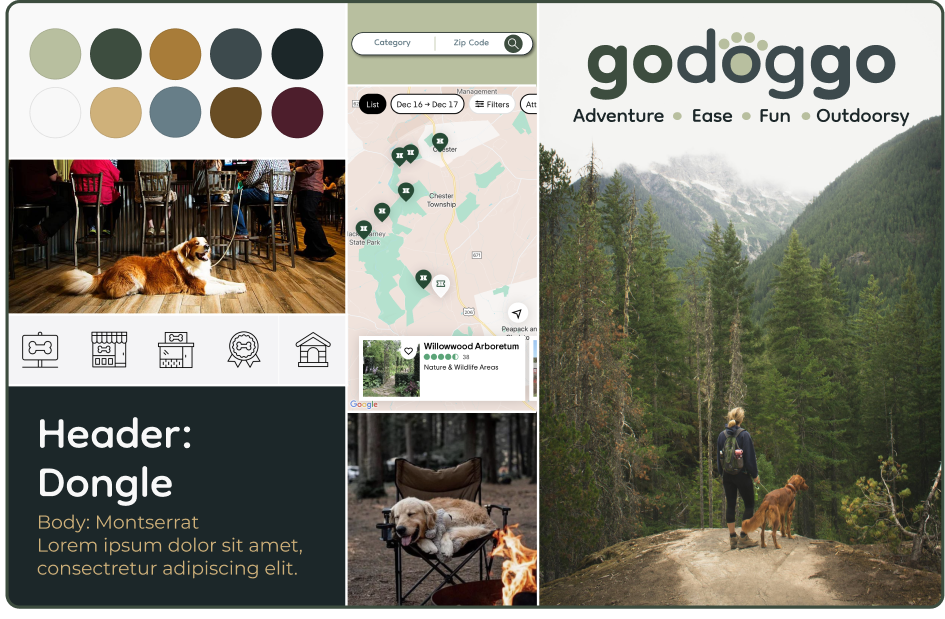 Category
Zip Code
godoggo
Adventure • Ease • Fun • Outdoorsy
Management
List
Dec 16 → Dec 17
Filters
Att
Chester
Chester
Township
State Park
671
206
Peapack an
Willowwood Arboretum
38
Nature & Wildlife Areas
Google
Header:
Dongle
Body: Montserrat
Lorem ipsum dolor sit amet,
consectretur adipiscing elit.